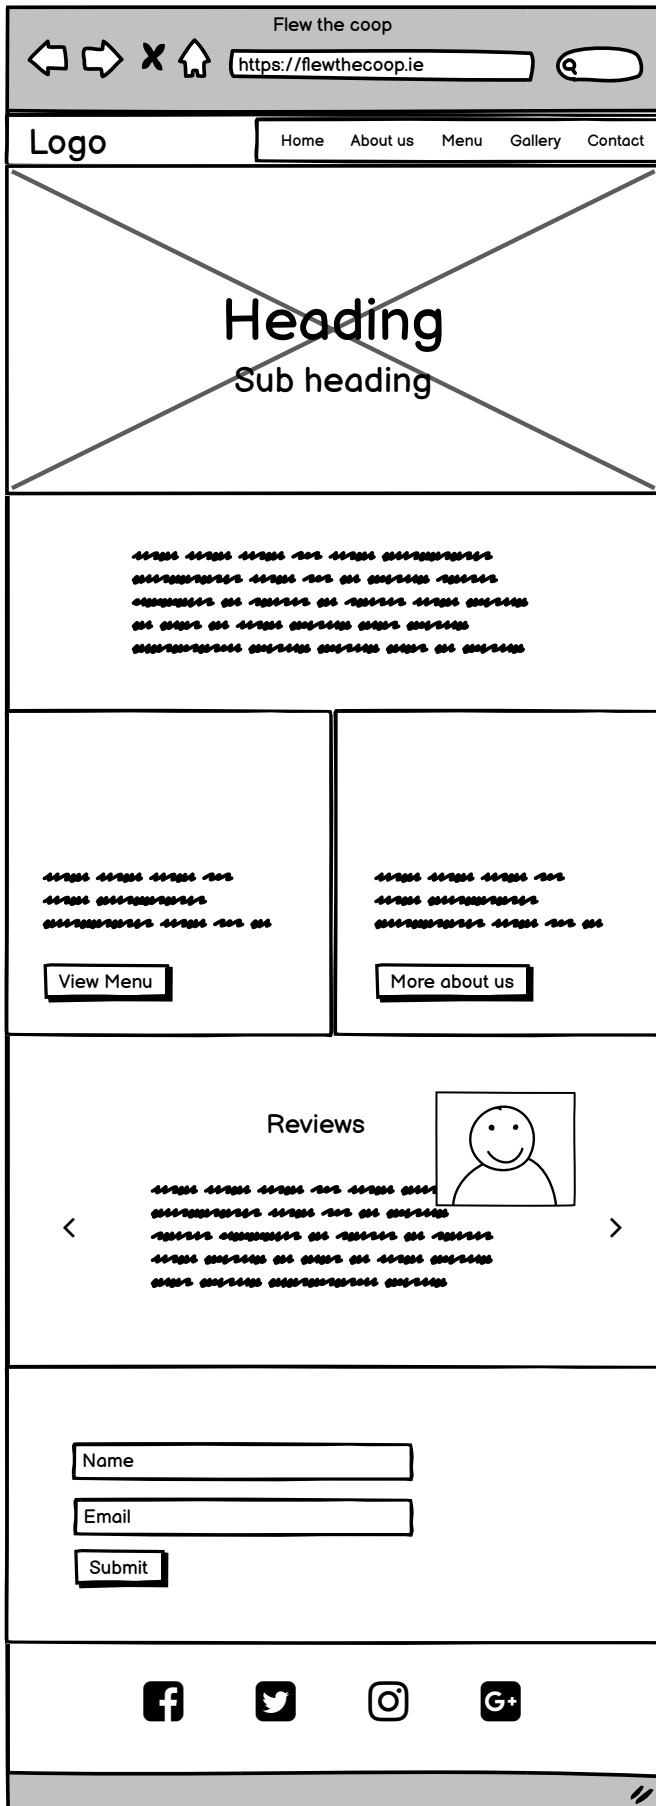 Flew the coop
https://flewthecoop.ie
Logo
Home About us Menu Gallery Contact
Heading
Sub heading
View Menu
More about us
Reviews
Name
Email
Submit